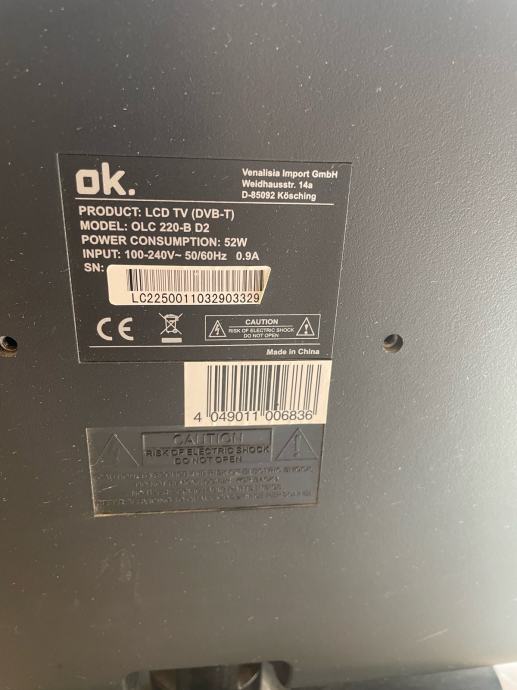 ok.
Venalisia Import GmbH
Weidhausstr. 14a
D-85092 Kösching
PRODUCT: LCD TV (DVB-T)
MODEL: OLC 220-B D2
POWER CONSUMPTION: 52W
INPUT: 100-240V~ 50/60Hz 0.9A
SN:
LC2250011032903329
CE
CAUTION
RISK OF ELECTRIC SHOCK
DO NOT OPEN
Made in China
4 049011 006836
CAUTION
RISK OF ELECTRIC SHOCK
DO NOT OPEN